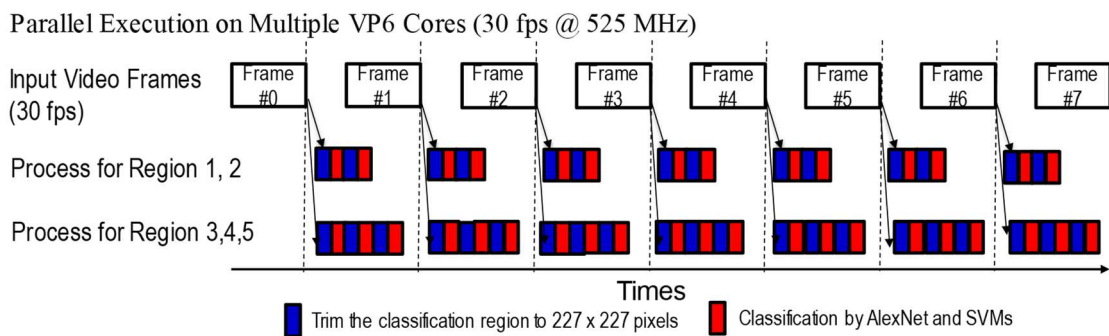 Parallel Execution on Multiple VP6 Cores (30 fps @ 525 MHz)
Input Video Frames
(30 fps)
Frame #0
Frame #1
Frame #2
Frame #3
Frame #4
Frame #5
Frame #6
Frame #7
Process for Region 1, 2
Process for Region 3,4,5
Times
Trim the classification region to 227 x 227 pixels
Classification by AlexNet and SVMs